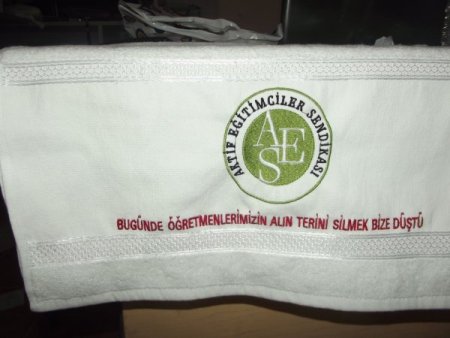 AKTİF EĞİTİMCİLER SENDİKASI
AES
BUGÜNDE ÖĞRETMENLERİMİZİN ALIN TERİNİ SİLMEK BİZE DÜŞTÜ